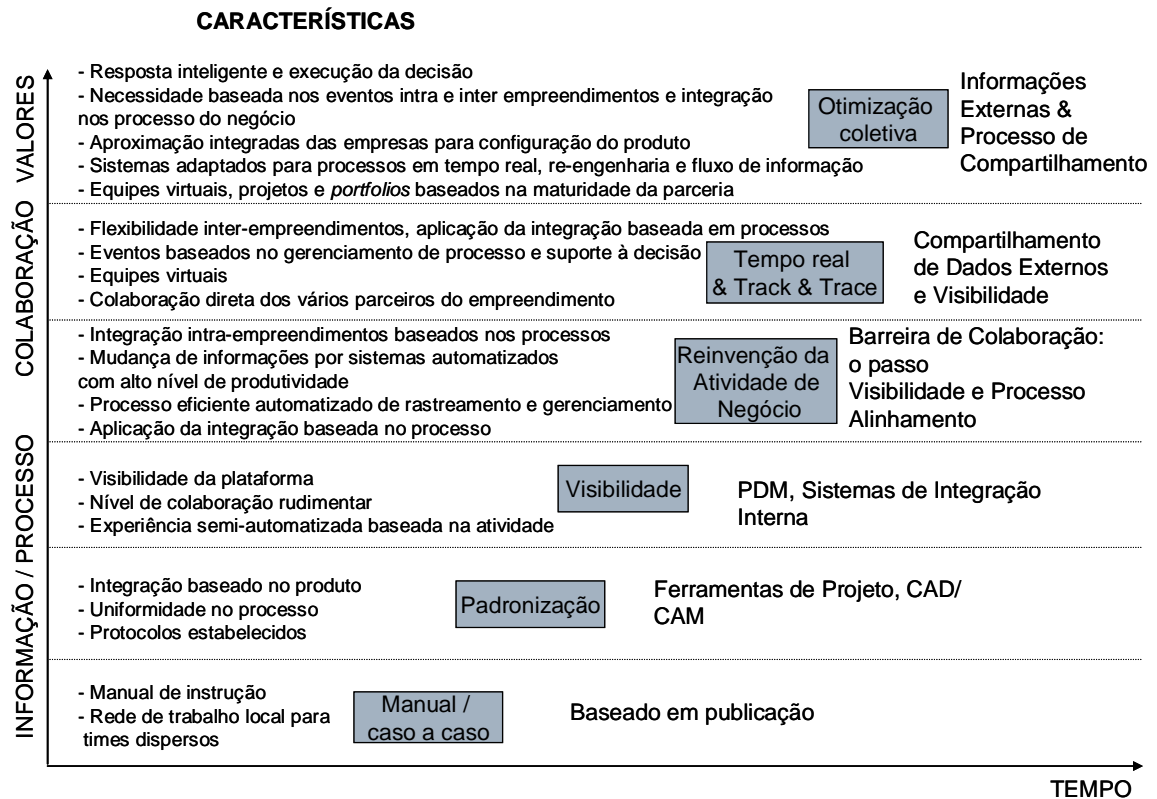 CARACTERÍSTICAS
VALORES
- Resposta inteligente e execução da decisão
- Necessidade baseada nos eventos intra e inter empreendimentos e integração
nos processo do negócio
- Aproximação integradas das empresas para configuração do produto
- Sistemas adaptados para processos em tempo real, re-engenharia e fluxo de informação
- Equipes virtuais, projetos e portfolios baseados na maturidade da parceria
Otimização
coletiva
Informações
Externas &
Processo de
Compartilhamento
COLABORAÇÃO
- Flexibilidade inter-empreendimentos, aplicação da integração baseada em processos
- Eventos baseados no gerenciamento de processo e suporte à decisão
- Equipes virtuais
- Colaboração direta dos vários parceiros do empreendimento
Tempo real
& Track & Trace
Compartilhamento
de Dados Externos
e Visibilidade
- Integração intra-empreendimentos baseados nos processos
- Mudança de informações por sistemas automatizados
com alto nível de produtividade
- Processo eficiente automatizado de rastreamento e gerenciamento
- Aplicação da integração baseada no processo
Reinvenção da
Atividade de
Negócio
Barreira de Colaboração:
o passo
Visibilidade e Processo
Alinhamento
INFORMAÇÃO / PROCESSO
- Visibilidade da plataforma
- Nível de colaboração rudimentar
- Experiência semi-automatizada baseada na atividade
Visibilidade
PDM, Sistemas de Integração
Interna
- Integração baseado no produto
- Uniformidade no processo
- Protocolos estabelecidos
Padronização
Ferramentas de Projeto, CAD/
CAM
- Manual de instrução
- Rede de trabalho local para
times dispersos
Manual /
caso a caso
Baseado em publicação
TEMPO